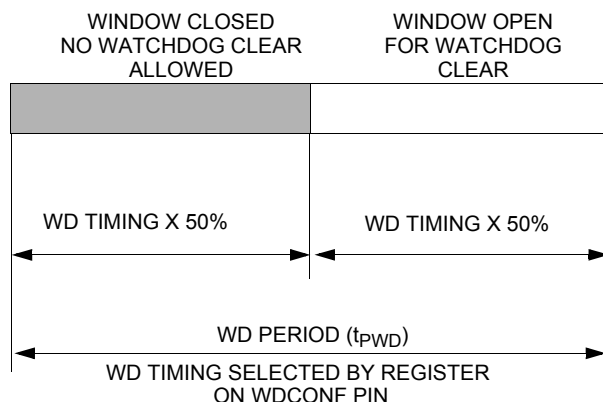 WINDOW CLOSED
NO WATCHDOG CLEAR
ALLOWED
WINDOW OPEN
FOR WATCHDOG
CLEAR
WD TIMING X 50%
WD TIMING X 50%
WD PERIOD (tPWD)
WD TIMING SELECTED BY REGISTER
ON WDCONF PIN